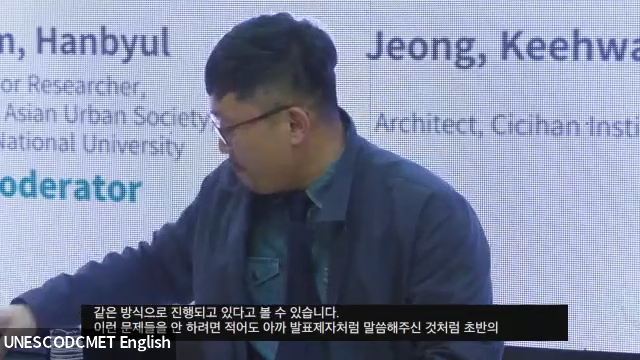 Hanbyul
Researcher,
Asian Urban Society,
National University
oderator
Jeong, Keehwa
Architect, Cicihan Insti
같은 방식으로 진행되고 있다고 볼 수 있습니다.
이런 문제들을 안 하려면 적어도 아까 발표제자처럼 말씀해주신 것처럼 초반의
UNESCODCMET English